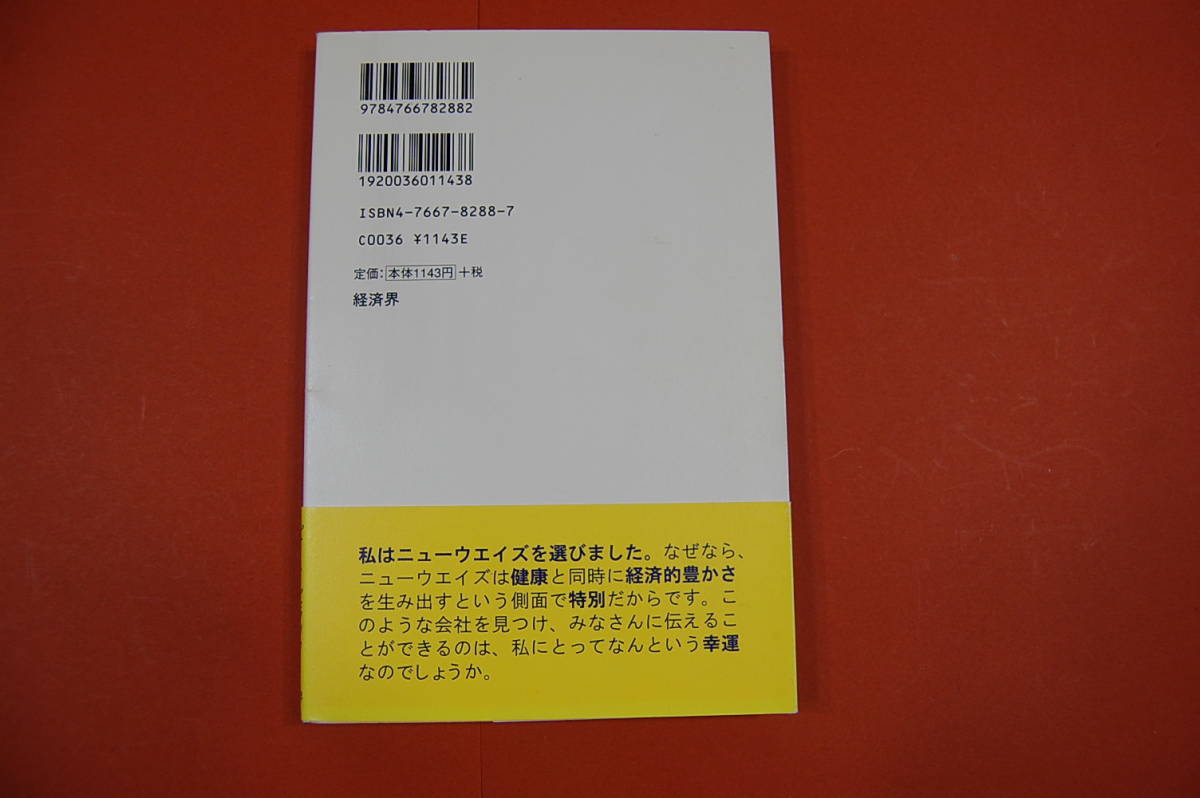 9784766782882
1920036011438
ISBN4-7667-8288-7
C0036 ¥1143E
定価：本体1143円＋税
経済界
私はニューウエイズを選びました。なぜなら、
ニューウエイズは健康と同時に経済的豊かさ
を生み出すという側面で特別だからです。こ
のような会社を見つけ、みなさんに伝えるこ
とができるのは、私にとってなんという幸運
なのでしょうか。